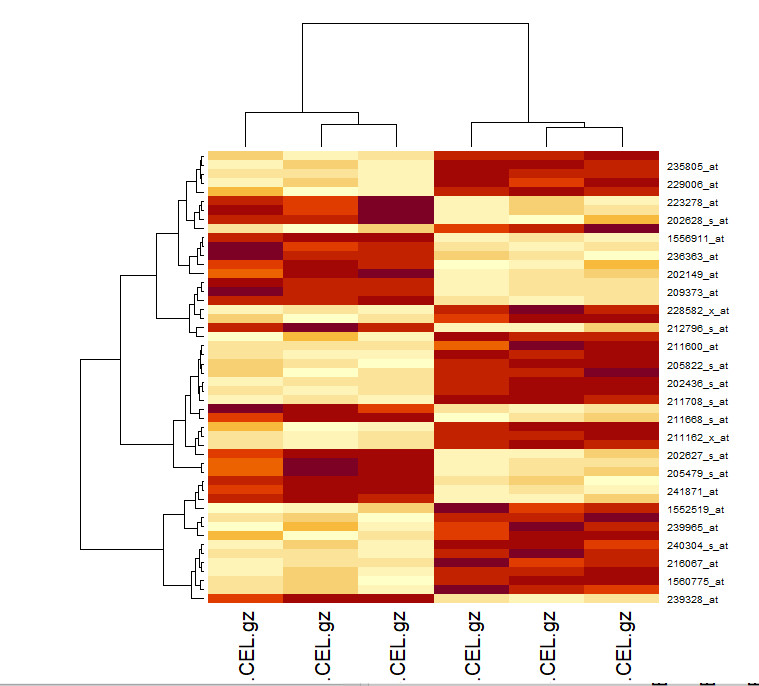 235805_at
229006_at
223278_at
202628_s_at
1556911_at
236363_at
202149_at
209373_at
228582_x_at
212796_s_at
211600_at
205822_s_at
202436_s_at
211708_s_at
211668_s_at
211162_x_at
202627_s_at
205479_s_at
241871_at
1552519_at
239965_at
240304_s_at
216067_at
1560775_at
239328_at
.CEL.gz
.CEL.gz
.CEL.gz
.CEL.gz
.CEL.gz
.CEL.gz